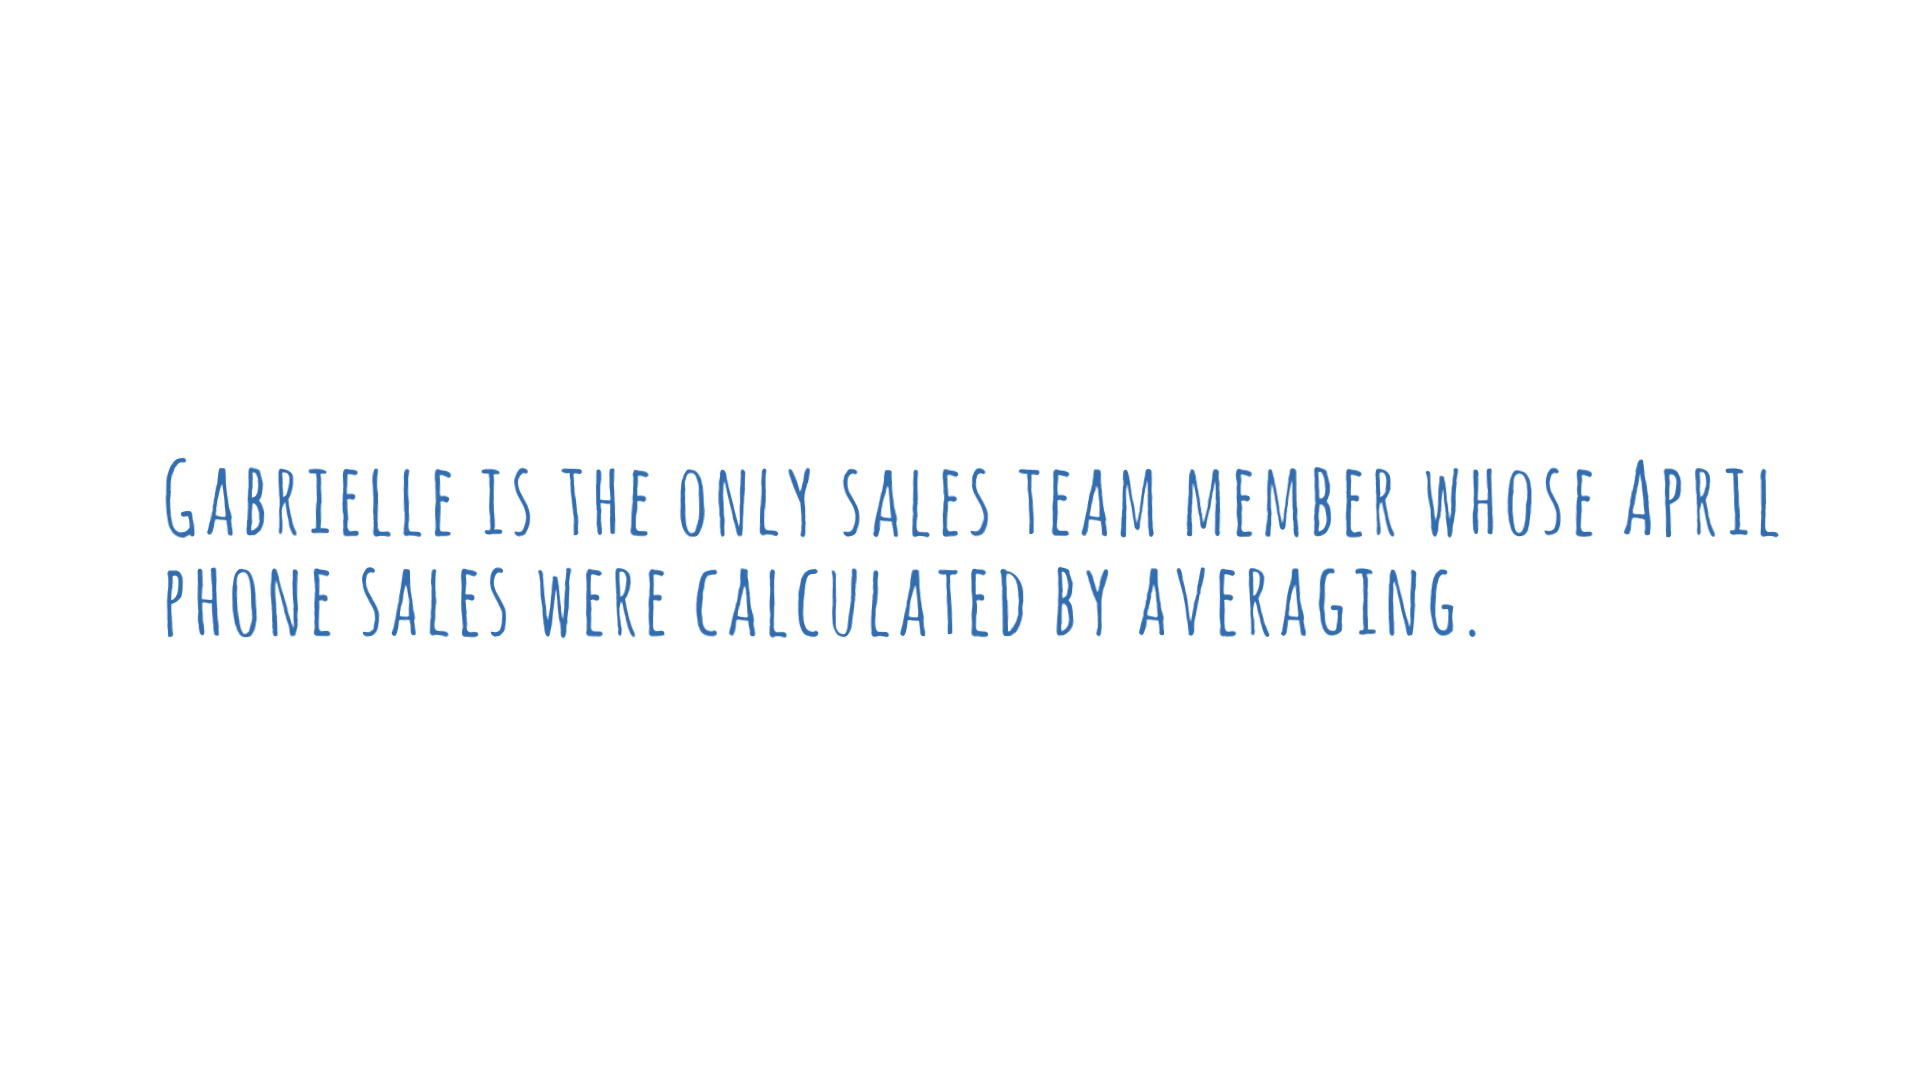 Gabrielle is the only sales team member whose April
phone sales were calculated by averaging.